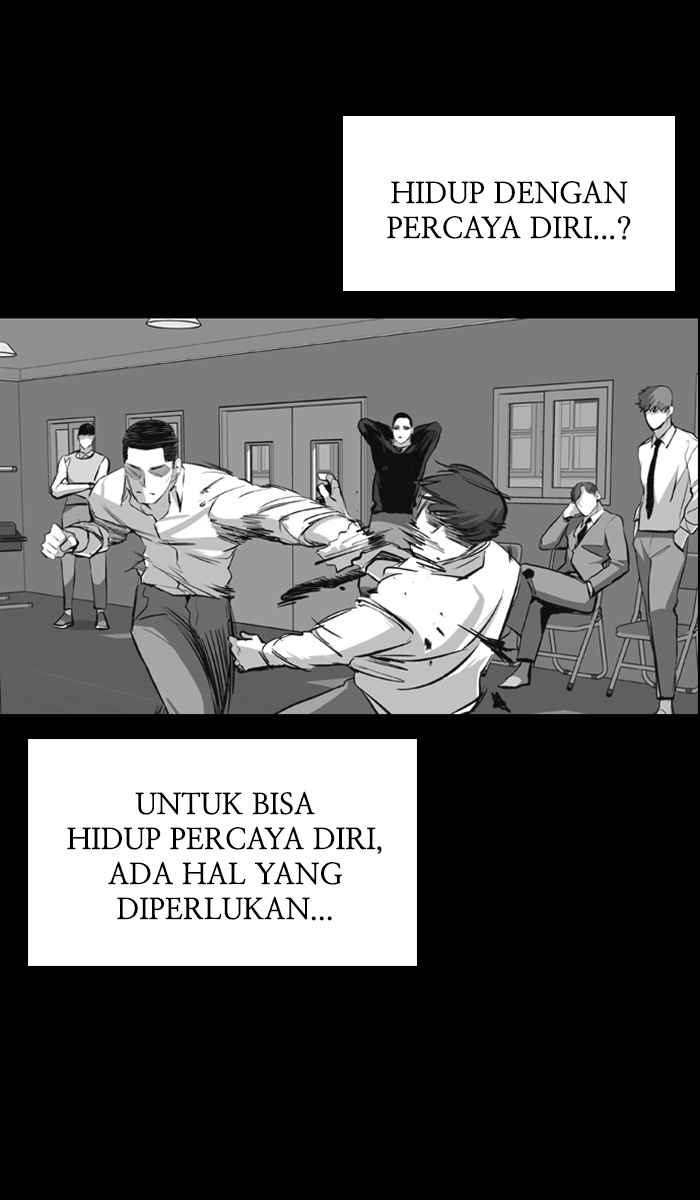 HIDUP DENGAN
PERCAYA DIRI...?
UNTUK BISA
HIDUP PERCAYA DIRI,
ADA HAL YANG
DIPERLUKAN...